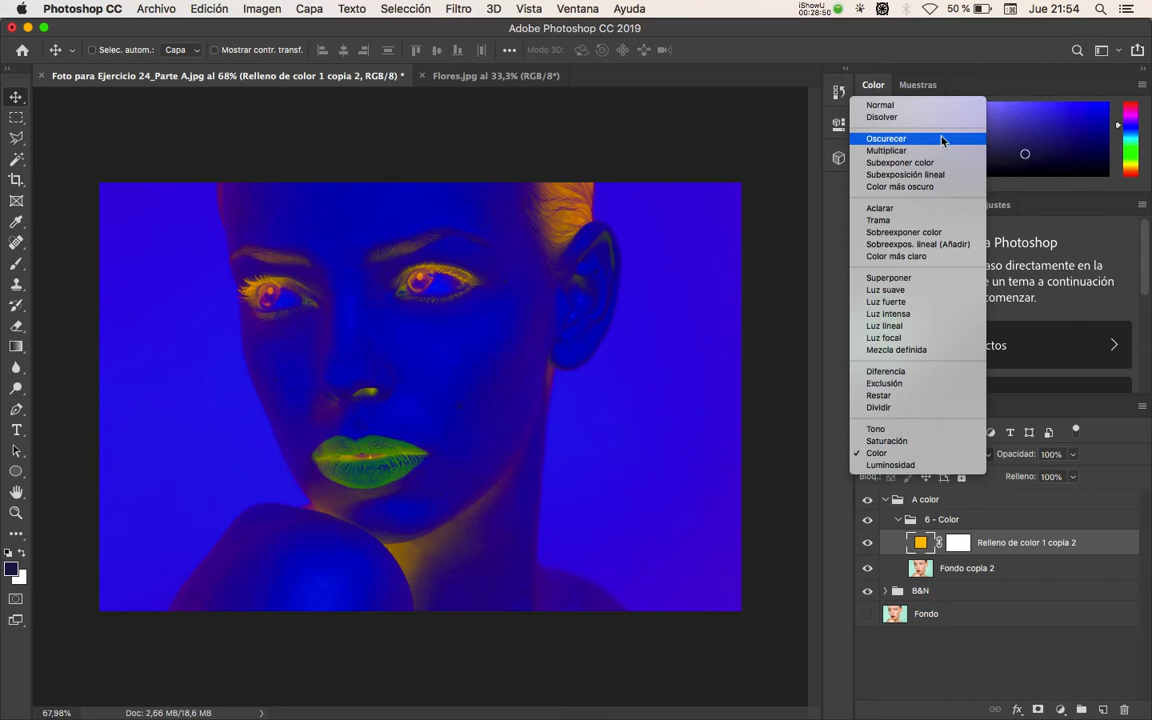 Photoshop CC Archivo Edición Imagen Capa Texto Selección Filtro 3D Vista Ventana Ayuda
iShowU
00:28:50
50 %
Jue 21:54
Adobe Photoshop CC 2019
Selec. autom.: Capa Mostrar contr. transf. Modo 3D:
Foto para Ejercicio 24_Parte A.jpg al 68% (Relleno de color 1 copia 2, RGB/8) *
Flores.jpg al 33,3% (RGB/8*)
Color Muestras
Normal
Disolver
Oscurecer
Multiplicar
Subexponer color
Subexposición lineal
Color más oscuro
Aclarar
Trama
Sobreexponer color
Sobreexpos. lineal (Añadir)
Color más claro
Superponer
Luz suave
Luz fuerte
Luz intensa
Luz lineal
Luz focal
Mezcla definida
Diferencia
Exclusión
Restar
Dividir
Tono
Saturación
Color
Luminosidad
justes
a Photoshop
aso directamente en la
e un tema a continuación
comenzar.
ctos
Opacidad: 100%
Bloq.: Relleno: 100%
A color
6 - Color
Relleno de color 1 copia 2
Fondo copia 2
B&N
Fondo
67,98% Doc: 2,66 MB/18,6 MB